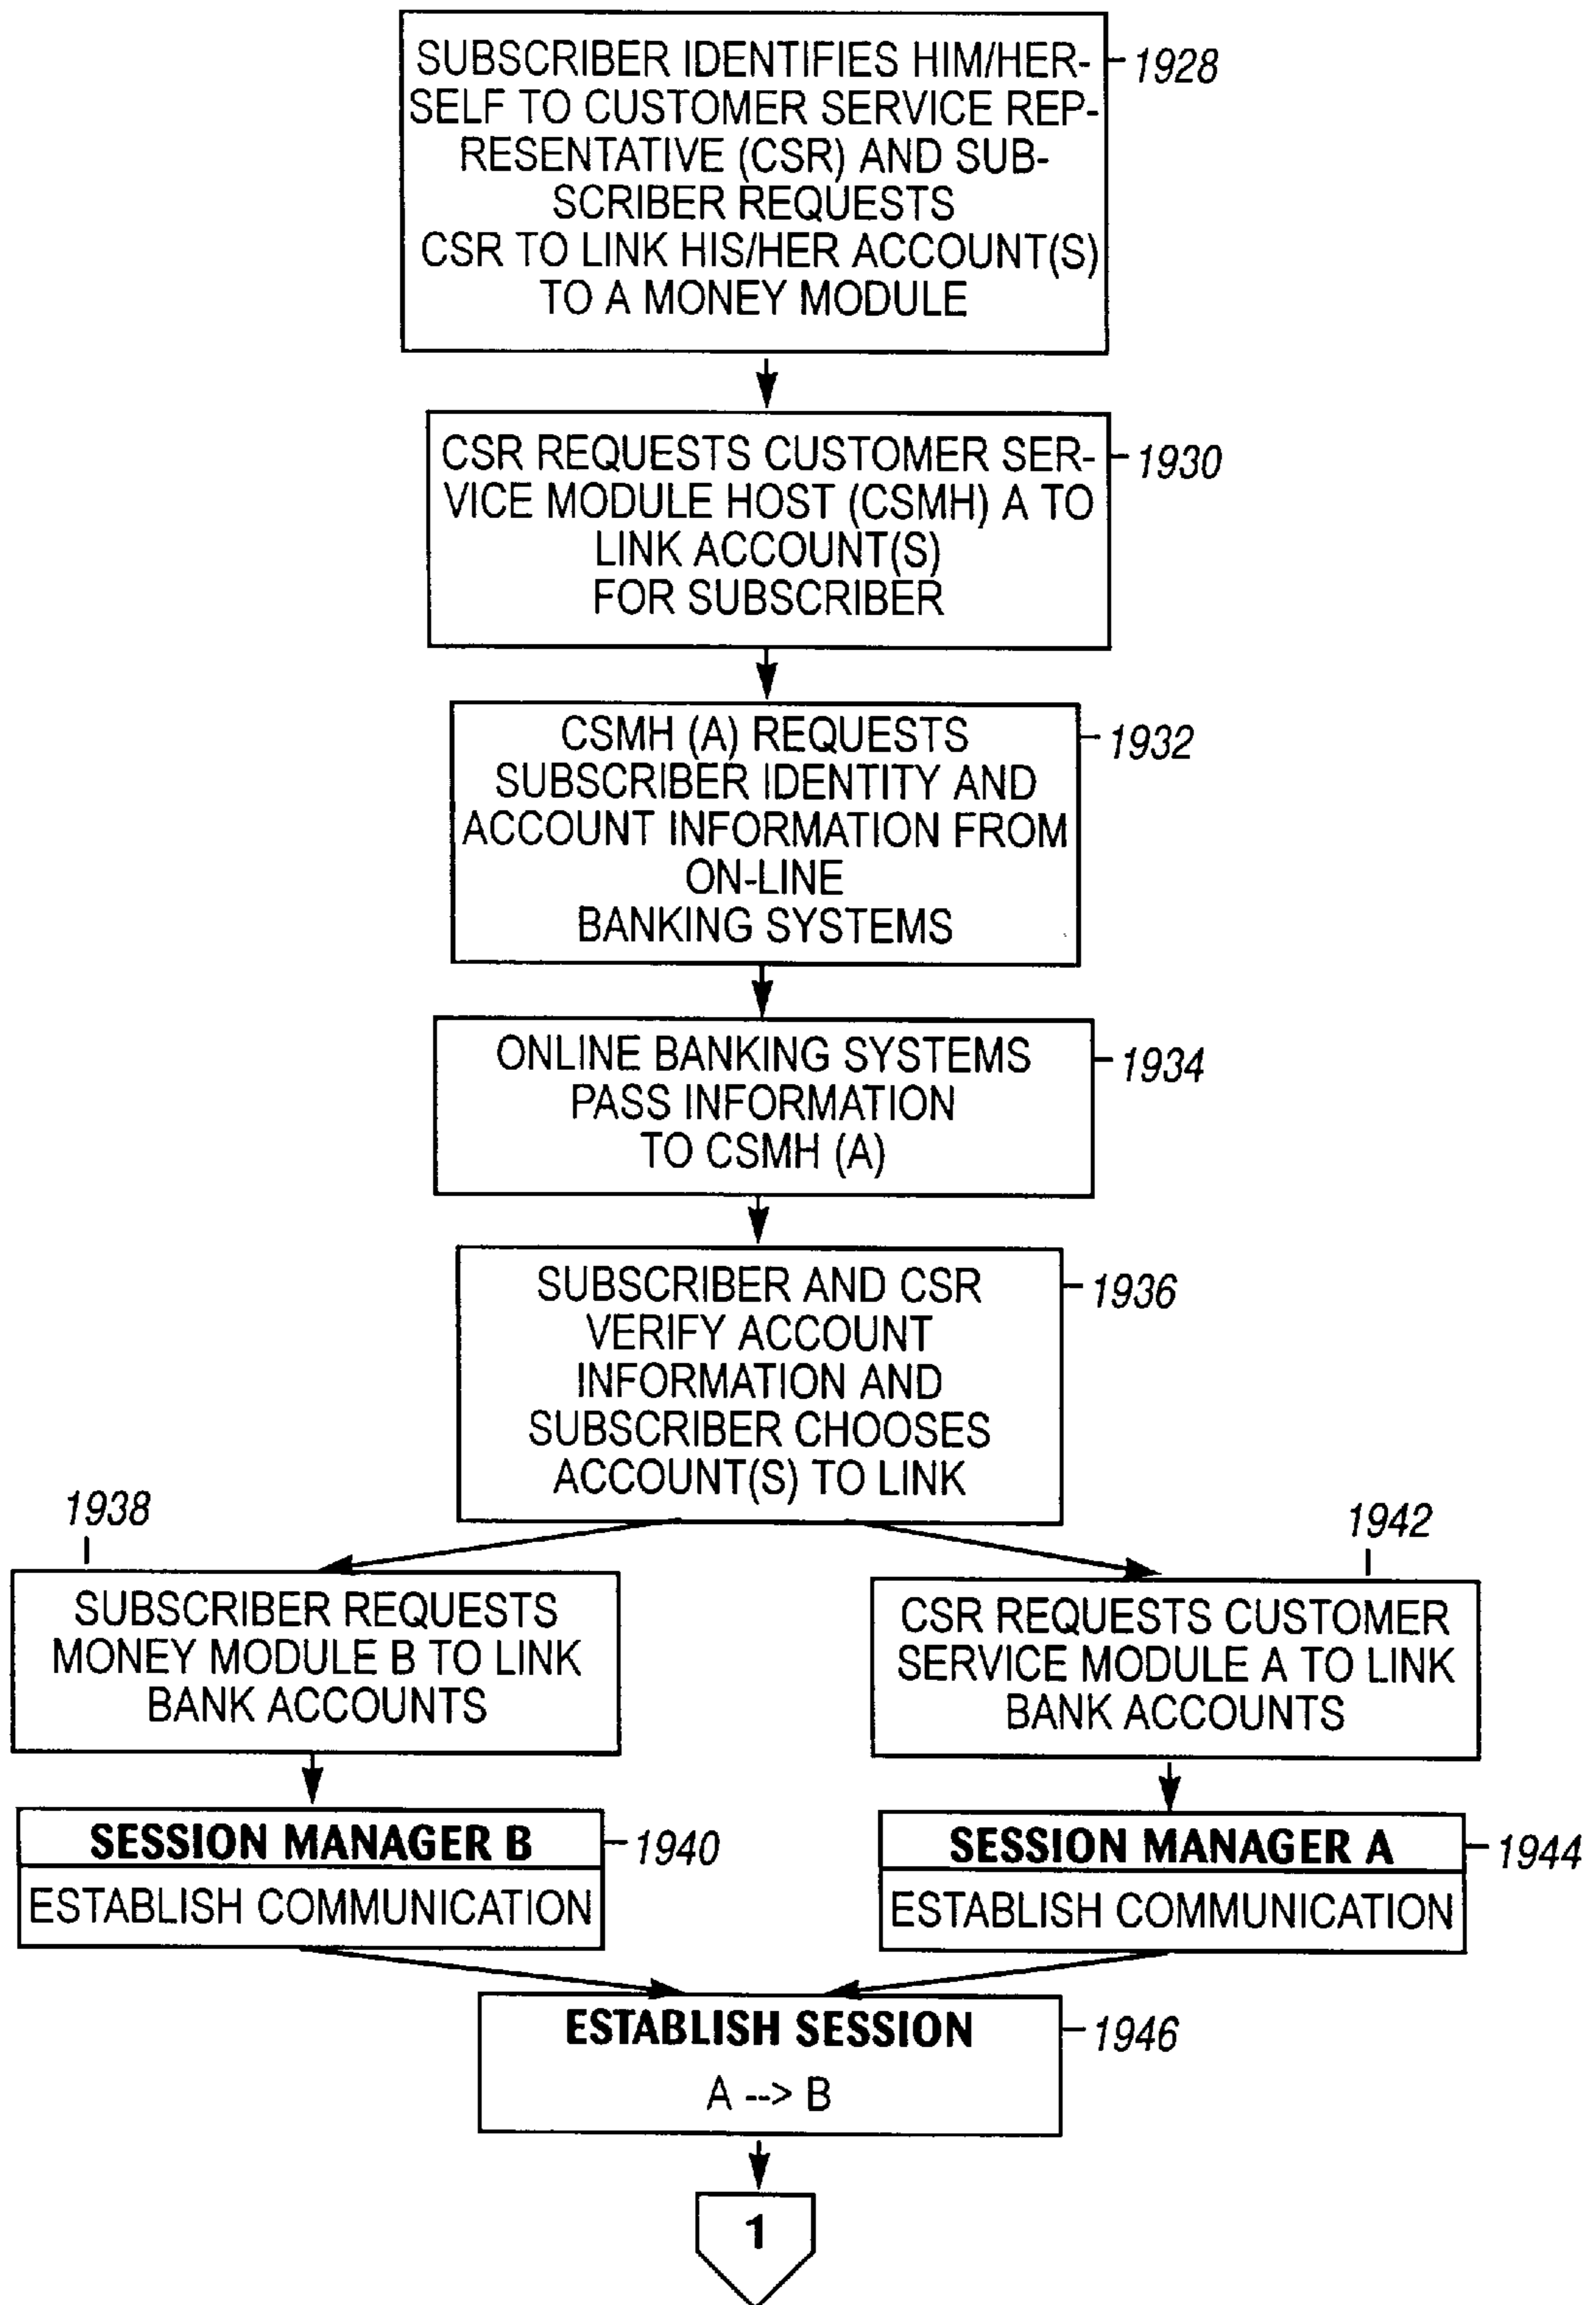 SUBSCRIBER IDENTIFIES HIM/HER-
SELF TO CUSTOMER SERVICE REP-
RESENTATIVE (CSR) AND SUB-
SCRIBER REQUESTS
CSR TO LINK HIS/HER ACCOUNT(S)
TO A MONEY MODULE
1928
CSR REQUESTS CUSTOMER SER-
VICE MODULE HOST (CSMH) A TO
LINK ACCOUNT(S)
FOR SUBSCRIBER
1930
CSMH (A) REQUESTS
SUBSCRIBER IDENTITY AND
ACCOUNT INFORMATION FROM
ON-LINE
BANKING SYSTEMS
1932
ONLINE BANKING SYSTEMS
PASS INFORMATION
TO CSMH (A)
1934
SUBSCRIBER AND CSR
VERIFY ACCOUNT
INFORMATION AND
SUBSCRIBER CHOOSES
ACCOUNT(S) TO LINK
1936
1938
SUBSCRIBER REQUESTS
MONEY MODULE B TO LINK
BANK ACCOUNTS
1942
CSR REQUESTS CUSTOMER
SERVICE MODULE A TO LINK
BANK ACCOUNTS
SESSION MANAGER B
1940
ESTABLISH COMMUNICATION
SESSION MANAGER A
1944
ESTABLISH COMMUNICATION
ESTABLISH SESSION
1946
A --> B
1